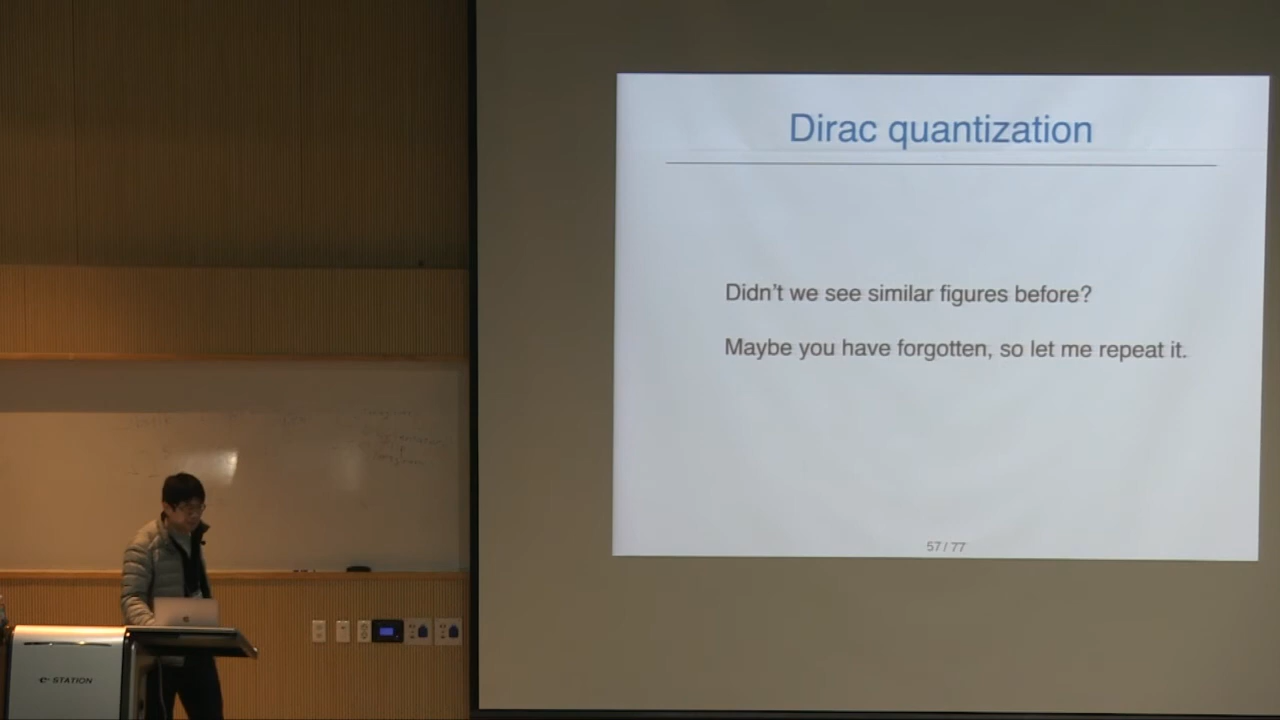 Dirac quantization
Didn't we see similar figures before?
Maybe you have forgotten, so let me repeat it.
57 / 77
e-STATION